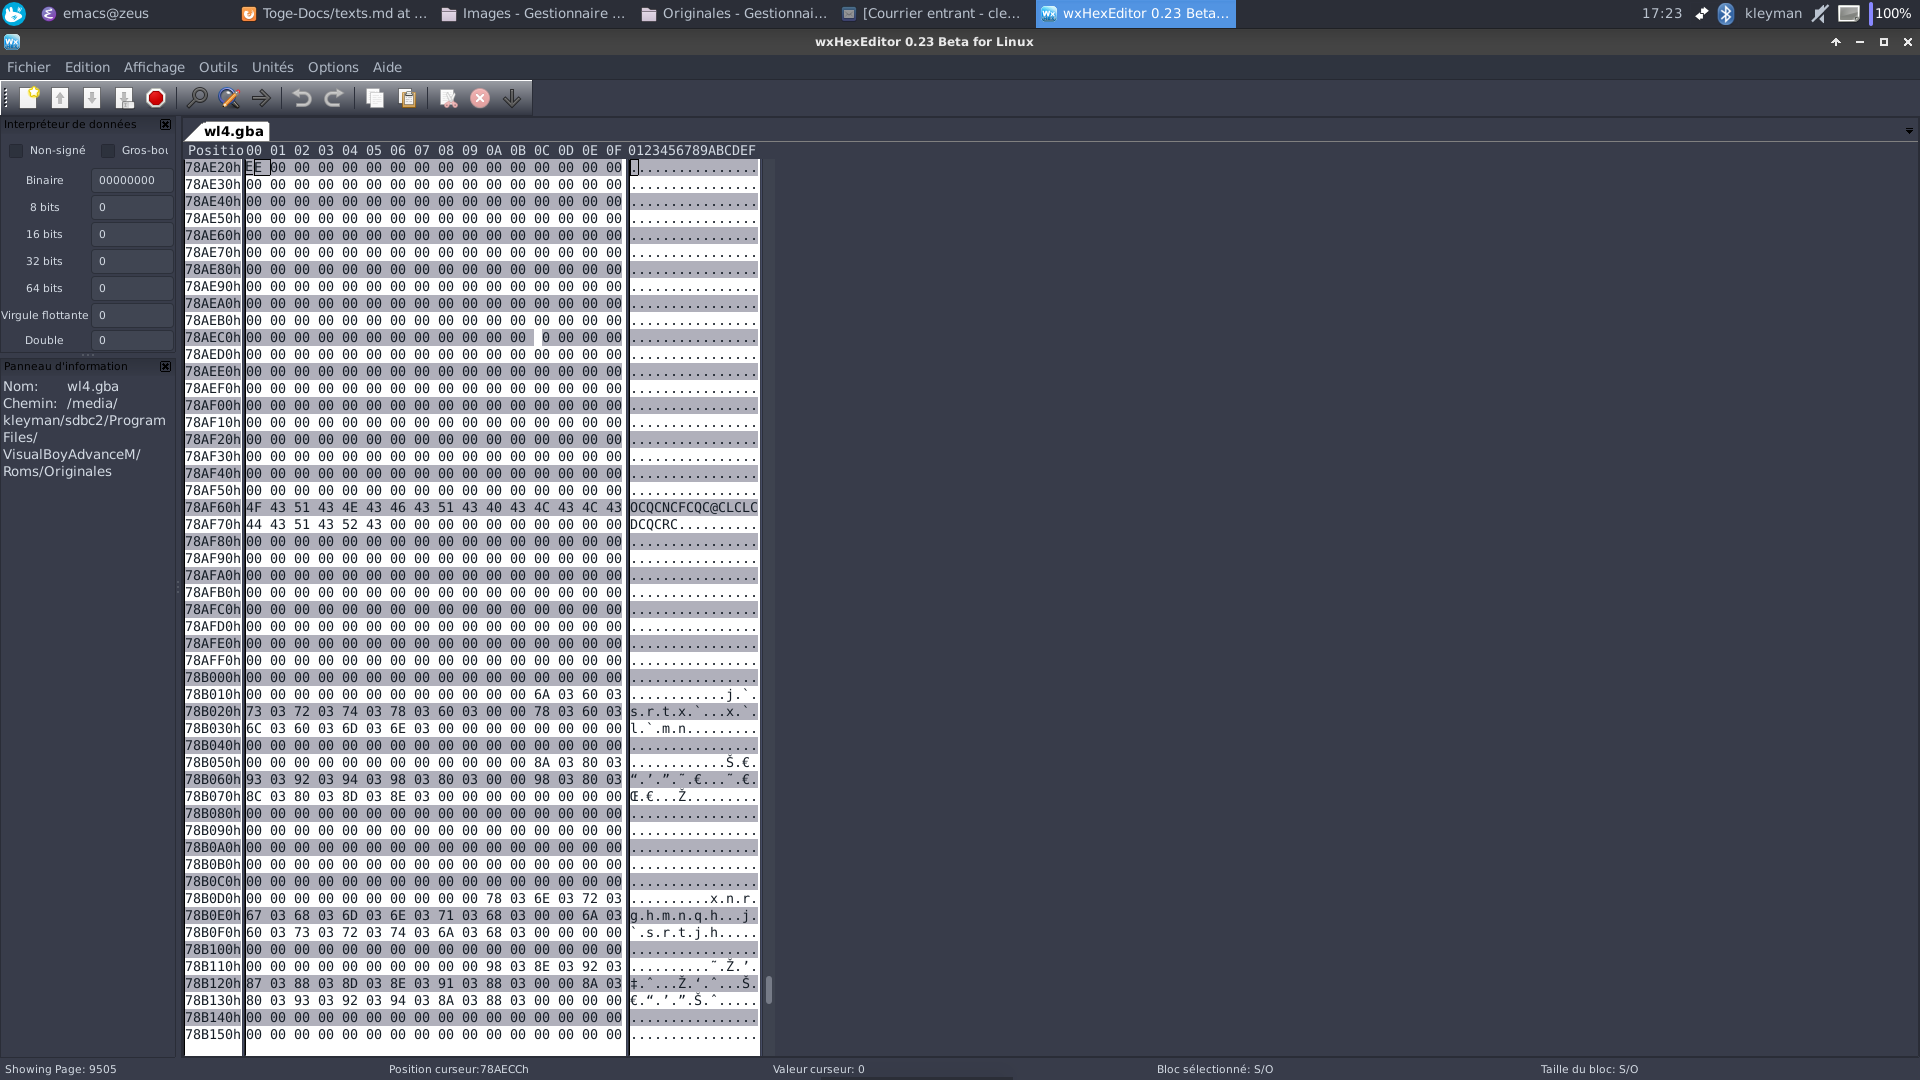 emacs@zeus Toge-Docs/texts.md at ... Images - Gestionnaire ... Originales - Gestionnai... [Courrier entrant - cle... wxHexEditor 0.23 Beta... 17:23 kleyman 100%
wxHexEditor 0.23 Beta for Linux
Fichier Edition Affichage Outils Unités Options Aide
Interpréteur de données
Non-signé Gros-bou
Binaire 00000000
8 bits 0
16 bits 0
32 bits 0
64 bits 0
Virgule flottante 0
Double 0
Panneau d'information
Nom: wl4.gba
Chemin: /media/
kleyman/sdbc2/Program
Files/
VisualBoyAdvanceM/
Roms/Originales
wl4.gba
Positio 00 01 02 03 04 05 06 07 08 09 0A 0B 0C 0D 0E 0F 0123456789ABCDEF
78AE20h EE 00 00 00 00 00 00 00 00 00 00 00 00 00 00 00 ................
78AE30h 00 00 00 00 00 00 00 00 00 00 00 00 00 00 00 00 ................
78AE40h 00 00 00 00 00 00 00 00 00 00 00 00 00 00 00 00 ................
78AE50h 00 00 00 00 00 00 00 00 00 00 00 00 00 00 00 00 ................
78AE60h 00 00 00 00 00 00 00 00 00 00 00 00 00 00 00 00 ................
78AE70h 00 00 00 00 00 00 00 00 00 00 00 00 00 00 00 00 ................
78AE80h 00 00 00 00 00 00 00 00 00 00 00 00 00 00 00 00 ................
78AE90h 00 00 00 00 00 00 00 00 00 00 00 00 00 00 00 00 ................
78AEA0h 00 00 00 00 00 00 00 00 00 00 00 00 00 00 00 00 ................
78AEB0h 00 00 00 00 00 00 00 00 00 00 00 00 00 00 00 00 ................
78AEC0h 00 00 00 00 00 00 00 00 00 00 00 00 0 00 00 00 ................
78AED0h 00 00 00 00 00 00 00 00 00 00 00 00 00 00 00 00 ................
78AEE0h 00 00 00 00 00 00 00 00 00 00 00 00 00 00 00 00 ................
78AEF0h 00 00 00 00 00 00 00 00 00 00 00 00 00 00 00 00 ................
78AF00h 00 00 00 00 00 00 00 00 00 00 00 00 00 00 00 00 ................
78AF10h 00 00 00 00 00 00 00 00 00 00 00 00 00 00 00 00 ................
78AF20h 00 00 00 00 00 00 00 00 00 00 00 00 00 00 00 00 ................
78AF30h 00 00 00 00 00 00 00 00 00 00 00 00 00 00 00 00 ................
78AF40h 00 00 00 00 00 00 00 00 00 00 00 00 00 00 00 00 ................
78AF50h 00 00 00 00 00 00 00 00 00 00 00 00 00 00 00 00 ................
78AF60h 4F 43 51 43 4E 43 46 43 51 43 40 43 4C 43 4C 43 OCQCNCFCQC@CLCLC
78AF70h 44 43 51 43 52 43 00 00 00 00 00 00 00 00 00 00 DCQCRC..........
78AF80h 00 00 00 00 00 00 00 00 00 00 00 00 00 00 00 00 ................
78AF90h 00 00 00 00 00 00 00 00 00 00 00 00 00 00 00 00 ................
78AFA0h 00 00 00 00 00 00 00 00 00 00 00 00 00 00 00 00 ................
78AFB0h 00 00 00 00 00 00 00 00 00 00 00 00 00 00 00 00 ................
78AFC0h 00 00 00 00 00 00 00 00 00 00 00 00 00 00 00 00 ................
78AFD0h 00 00 00 00 00 00 00 00 00 00 00 00 00 00 00 00 ................
78AFE0h 00 00 00 00 00 00 00 00 00 00 00 00 00 00 00 00 ................
78AFF0h 00 00 00 00 00 00 00 00 00 00 00 00 00 00 00 00 ................
78B000h 00 00 00 00 00 00 00 00 00 00 00 00 00 00 00 00 ................
78B010h 00 00 00 00 00 00 00 00 00 00 00 00 6A 03 60 03 ............j.`.
78B020h 73 03 72 03 74 03 78 03 60 03 00 00 78 03 60 03 s.r.t.x.`...x.`.
78B030h 6C 03 60 03 6D 03 6E 03 00 00 00 00 00 00 00 00 l.`.m.n.........
78B040h 00 00 00 00 00 00 00 00 00 00 00 00 00 00 00 00 ................
78B050h 00 00 00 00 00 00 00 00 00 00 00 00 8A 03 80 03 ............Š.€.
78B060h 93 03 92 03 94 03 98 03 80 03 00 00 98 03 80 03 “.’.”.˜.€...˜.€.
78B070h 8C 03 80 03 8D 03 8E 03 00 00 00 00 00 00 00 00 Œ.€...Ž.........
78B080h 00 00 00 00 00 00 00 00 00 00 00 00 00 00 00 00 ................
78B090h 00 00 00 00 00 00 00 00 00 00 00 00 00 00 00 00 ................
78B0A0h 00 00 00 00 00 00 00 00 00 00 00 00 00 00 00 00 ................
78B0B0h 00 00 00 00 00 00 00 00 00 00 00 00 00 00 00 00 ................
78B0C0h 00 00 00 00 00 00 00 00 00 00 00 00 00 00 00 00 ................
78B0D0h 00 00 00 00 00 00 00 00 00 00 78 03 6E 03 72 03 ..........x.n.r.
78B0E0h 67 03 68 03 6D 03 6E 03 71 03 68 03 00 00 6A 03 g.h.m.n.q.h...j.
78B0F0h 60 03 73 03 72 03 74 03 6A 03 68 03 00 00 00 00 `.s.r.t.j.h.....
78B100h 00 00 00 00 00 00 00 00 00 00 00 00 00 00 00 00 ................
78B110h 00 00 00 00 00 00 00 00 00 00 98 03 8E 03 92 03 ..........˜.Ž.’.
78B120h 87 03 88 03 8D 03 8E 03 91 03 88 03 00 00 8A 03 ‡.ˆ...Ž.‘.ˆ...Š.
78B130h 80 03 93 03 92 03 94 03 8A 03 88 03 00 00 00 00 €.“.’.”.Š.ˆ.....
78B140h 00 00 00 00 00 00 00 00 00 00 00 00 00 00 00 00 ................
78B150h 00 00 00 00 00 00 00 00 00 00 00 00 00 00 00 00 ................
Showing Page: 9505 Position curseur:78AECCh Valeur curseur: 0 Bloc sélectionné: S/O Taille du bloc: S/O